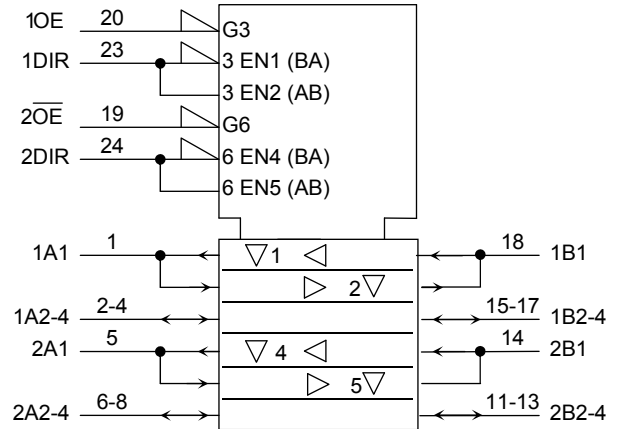 1OE 20 G3
1DIR 23 3 EN1 (BA)
3 EN2 (AB)
2O̅E̅ 19 G6
2DIR 24 6 EN4 (BA)
6 EN5 (AB)
1A1 1 1 18 1B1
2
1A2-4 2-4 15-17 1B2-4
2A1 5 4 14 2B1
5
2A2-4 6-8 11-13 2B2-4